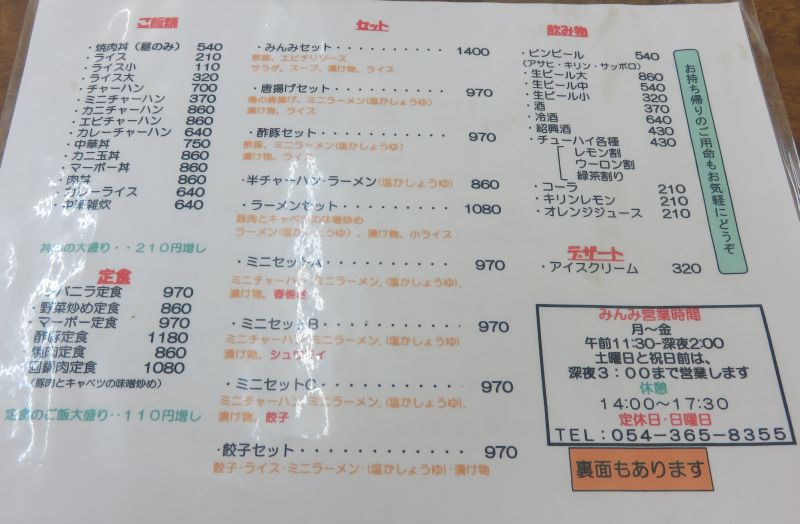 ご飯類
・焼肉丼（昼のみ） 540
・ライス 210
・ライス小 110
・ライス大 320
・チャーハン 700
・ミニチャーハン 370
・カニチャーハン 860
・エビチャーハン 860
・カレーチャーハン 640
・中華丼 750
・カニ玉丼 860
・マーボー丼 860
・肉丼 860
・カレーライス 640
・中華雑炊 640
の大盛り・・210円増し
定食
バニラ定食 970
・野菜炒め定食 860
マーボー定食 970
酢豚定食 1180
・焼肉定食 860
回鍋肉定食 1080
（豚肉とキャベツの味噌炒め）
定食のご飯大盛り・・110円増し
セット
・みんみセット・・・・・・・・・・ 1400
酢豚、エビチリソース
サラダ、スープ、漬け物、ライス
・唐揚げセット・・・・・・・・・・ 970
鶏の唐揚げ、ミニラーメン（塩かしょうゆ）
漬け物、ライス
・酢豚セット・・・・・・・・・・・ 970
酢豚、ミニラーメン（塩かしょうゆ）
漬け物、ライス
・半チャーハン・ラーメン（塩かしょうゆ） 860
・ラーメンセット・・・・・・・・・ 1080
豚肉とキャベツの味噌炒め
ラーメン（塩かしょうゆ）、漬け物、小ライス
・ミニセットA・・・・・・・・・・ 970
ミニチャーハン、ミニラーメン、（塩かしょうゆ）
漬け物、春巻き
・ミニセットB・・・・・・・・・・ 970
ミニチャーハン、ミニラーメン、（塩かしょうゆ）
漬け物、シュウマイ
・ミニセットC・・・・・・・・・・ 970
ミニチャーハン、ミニラーメン、（塩かしょうゆ）、
漬け物、餃子
・餃子セット・・・・・・・・・・・ 970
餃子・ライス・ミニラーメン・（塩かしょうゆ）・漬け物
飲み物
・ビンビール 540
（アサヒ・キリン・サッポロ）
・生ビール大 860
・生ビール中 540
・生ビール小 320
・酒 370
・冷酒 640
・紹興酒 430
・チューハイ各種 430
レモン割
ウーロン割
緑茶割り
・コーラ 210
・キリンレモン 210
・オレンジジュース 210
デザート
・アイスクリーム 320
お持ち帰りのご用命もお気軽にどうぞ
みんみ営業時間
月～金
午前11:30-深夜2:00
土曜日と祝日前は、
深夜3：00まで営業します
休憩
14:00～17:30
定休日・日曜日
TEL:054-365-8355
裏面もあります